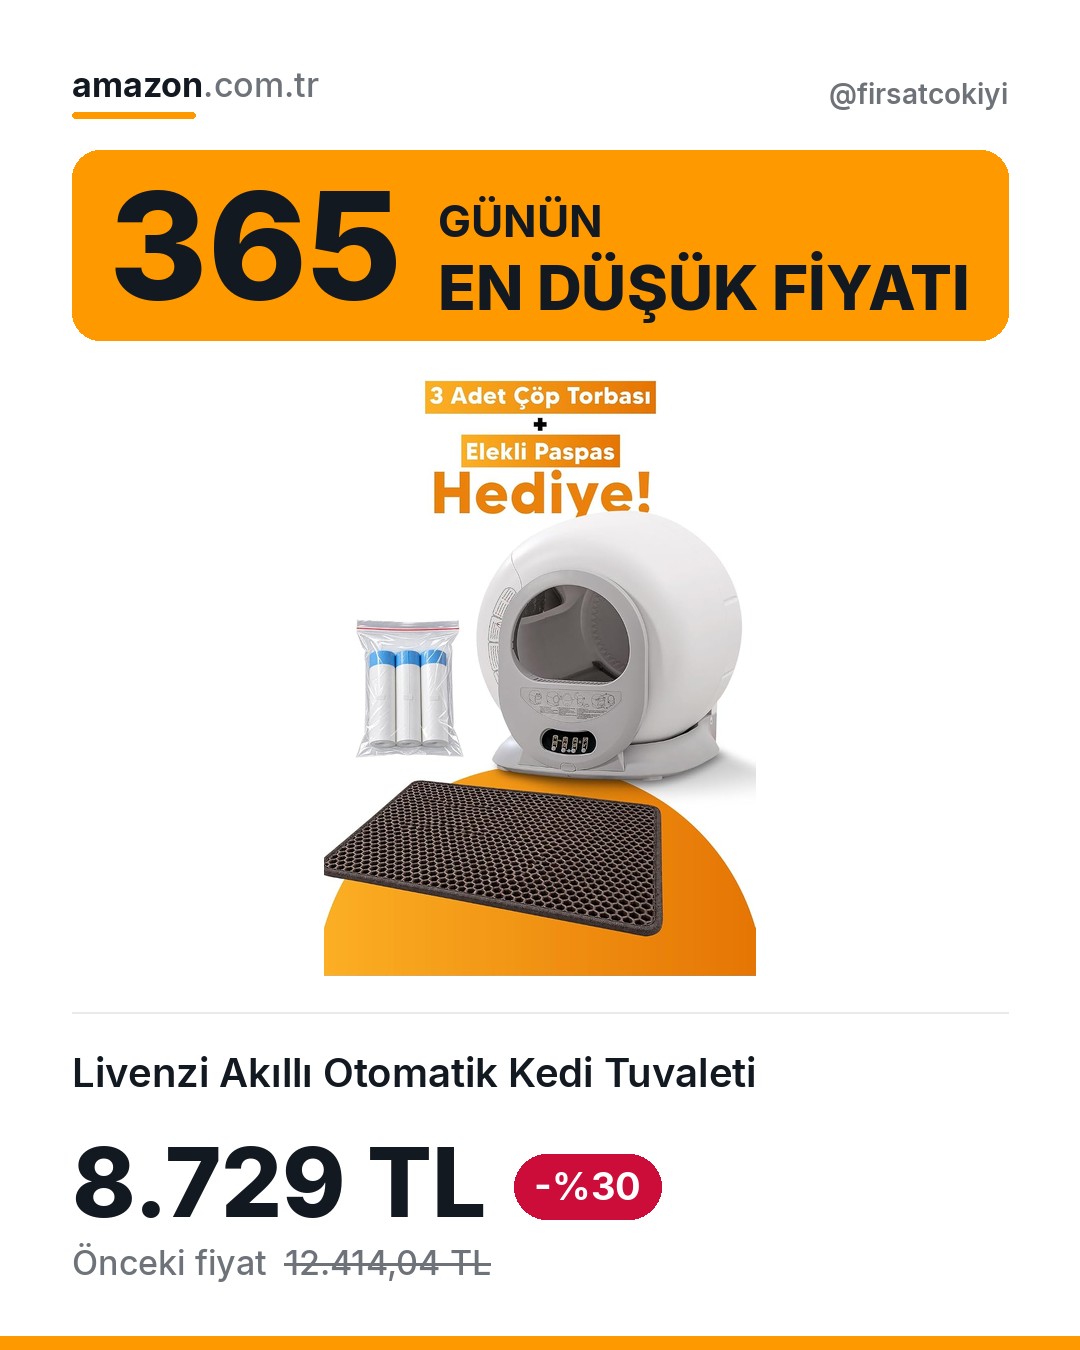 amazon.com.tr
@firsatcokiyi
365 GÜNÜN
EN DÜŞÜK FİYATI
3 Adet Çöp Torbası
+
Elekli Paspas
Hediye!
Livenzi Akıllı Otomatik Kedi Tuvaleti
8.729 TL -%30
Önceki fiyat 12.414,04 TL